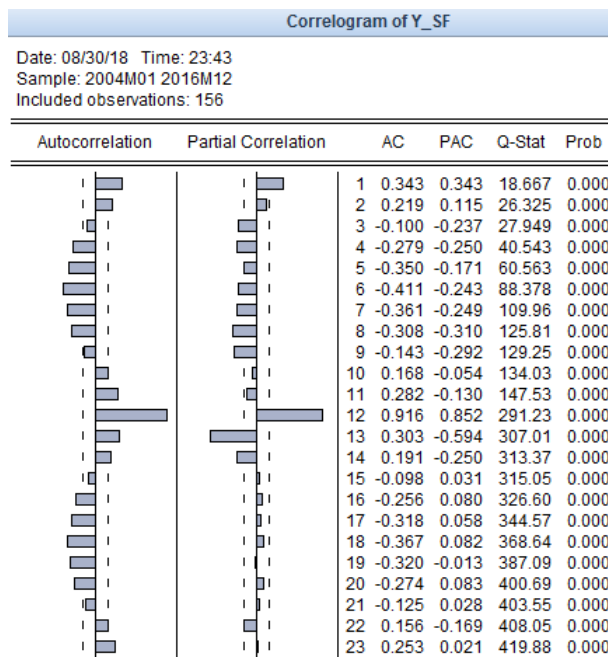 Correlogram of Y_SF
Date: 08/30/18 Time: 23:43
Sample: 2004M01 2016M12
Included observations: 156
Autocorrelation Partial Correlation AC PAC Q-Stat Prob
1 0.343 0.343 18.667 0.000
2 0.219 0.115 26.325 0.000
3 -0.100 -0.237 27.949 0.000
4 -0.279 -0.250 40.543 0.000
5 -0.350 -0.171 60.563 0.000
6 -0.411 -0.243 88.378 0.000
7 -0.361 -0.249 109.96 0.000
8 -0.308 -0.310 125.81 0.000
9 -0.143 -0.292 129.25 0.000
10 0.168 -0.054 134.03 0.000
11 0.282 -0.130 147.53 0.000
12 0.916 0.852 291.23 0.000
13 0.303 -0.594 307.01 0.000
14 0.191 -0.250 313.37 0.000
15 -0.098 0.031 315.05 0.000
16 -0.256 0.080 326.60 0.000
17 -0.318 0.058 344.57 0.000
18 -0.367 0.082 368.64 0.000
19 -0.320 -0.013 387.09 0.000
20 -0.274 0.083 400.69 0.000
21 -0.125 0.028 403.55 0.000
22 0.156 -0.169 408.05 0.000
23 0.253 0.021 419.88 0.000